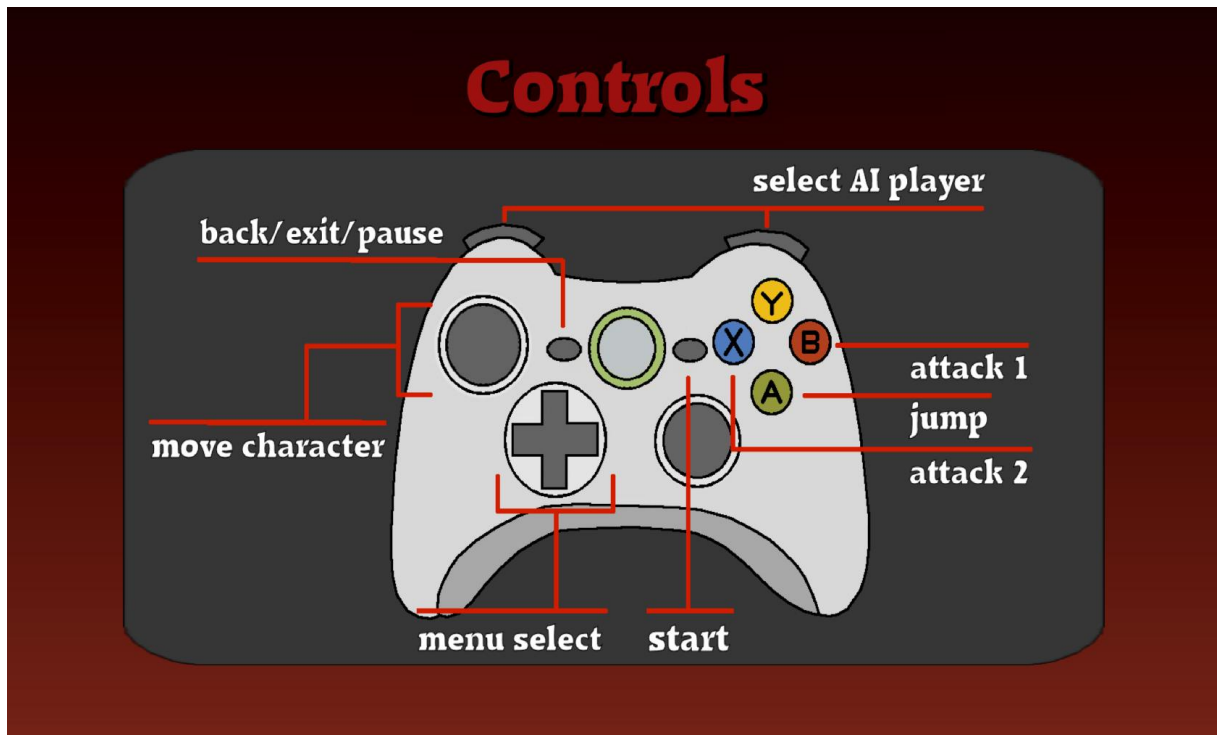 Controls
select AI player
back/exit/pause
Y
X
B
attack 1
A
jump
move character
attack 2
menu select
start